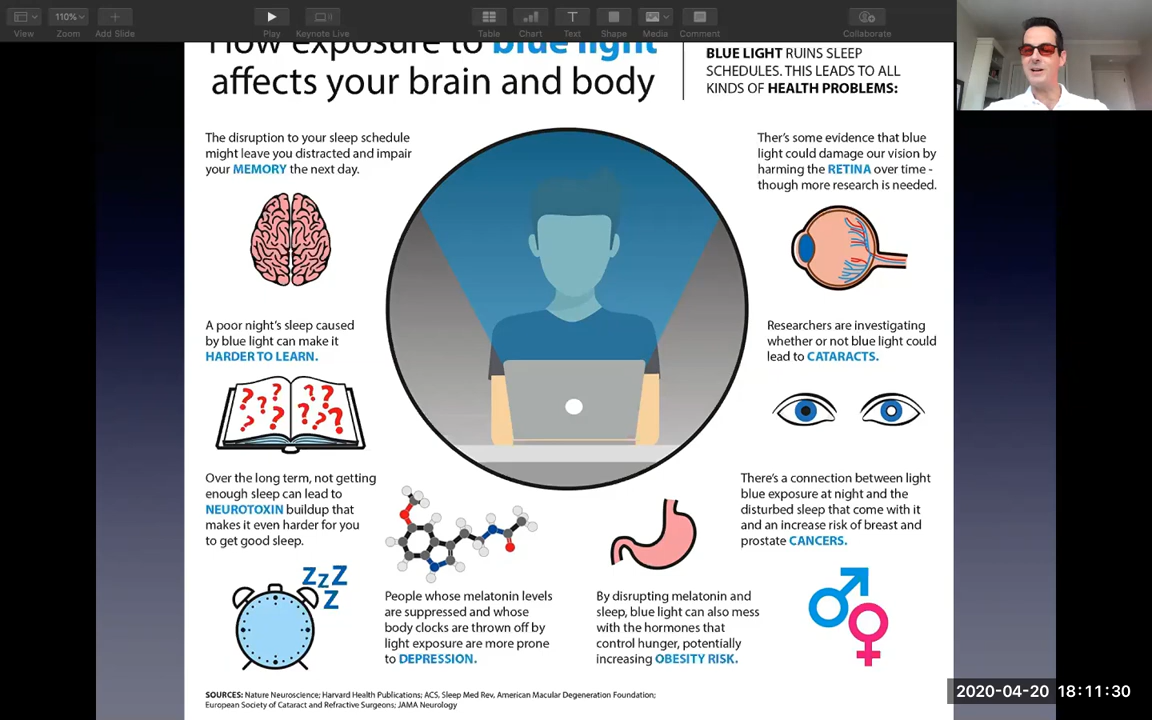 View
110%
Zoom
Add Slide
Play
Keynote Live
Table
Chart
Text
Shape
Media
Comment
Collaborate
How exposure to blue light
affects your brain and body
BLUE LIGHT RUINS SLEEP
SCHEDULES. THIS LEADS TO ALL
KINDS OF HEALTH PROBLEMS:
The disruption to your sleep schedule
might leave you distracted and impair
your MEMORY the next day.
Ther's some evidence that blue
light could damage our vision by
harming the RETINA over time -
though more research is needed.
A poor night's sleep caused
by blue light can make it
HARDER TO LEARN.
Researchers are investigating
whether or not blue light could
lead to CATARACTS.
Over the long term, not getting
enough sleep can lead to
NEUROTOXIN buildup that
makes it even harder for you
to get good sleep.
There's a connection between light
blue exposure at night and the
disturbed sleep that come with it
and an increase risk of breast and
prostate CANCERS.
ZZZ
Z
People whose melatonin levels
are suppressed and whose
body clocks are thrown off by
light exposure are more prone
to DEPRESSION.
By disrupting melatonin and
sleep, blue light can also mess
with the hormones that
control hunger, potentially
increasing OBESITY RISK.
SOURCES: Nature Neuroscience; Harvard Health Publications; ACS, Sleep Med Rev, American Macular Degeneration Foundation;
European Society of Cataract and Refractive Surgeons; JAMA Neurology
2020-04-20 18:11:30